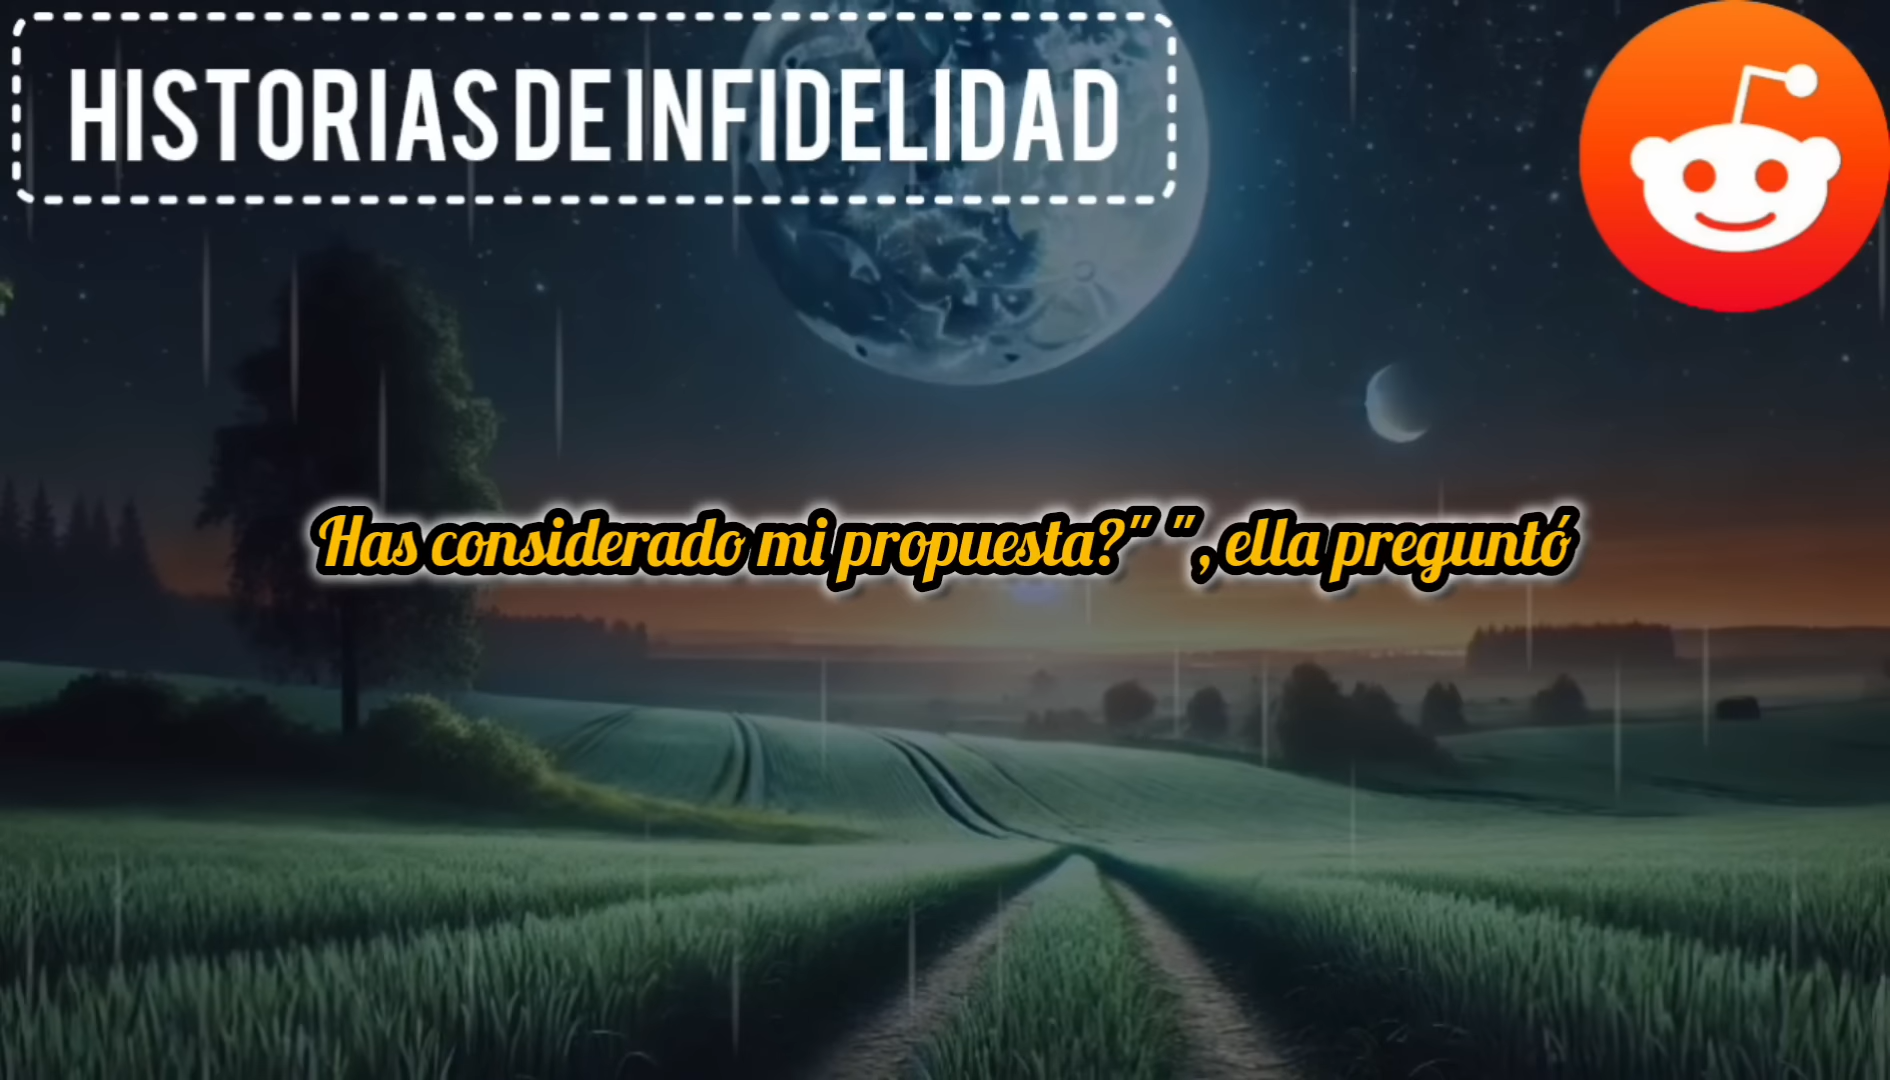 HISTORIAS DE INFIDELIDAD
Has considerado mi propuesta?" ", ella preguntó